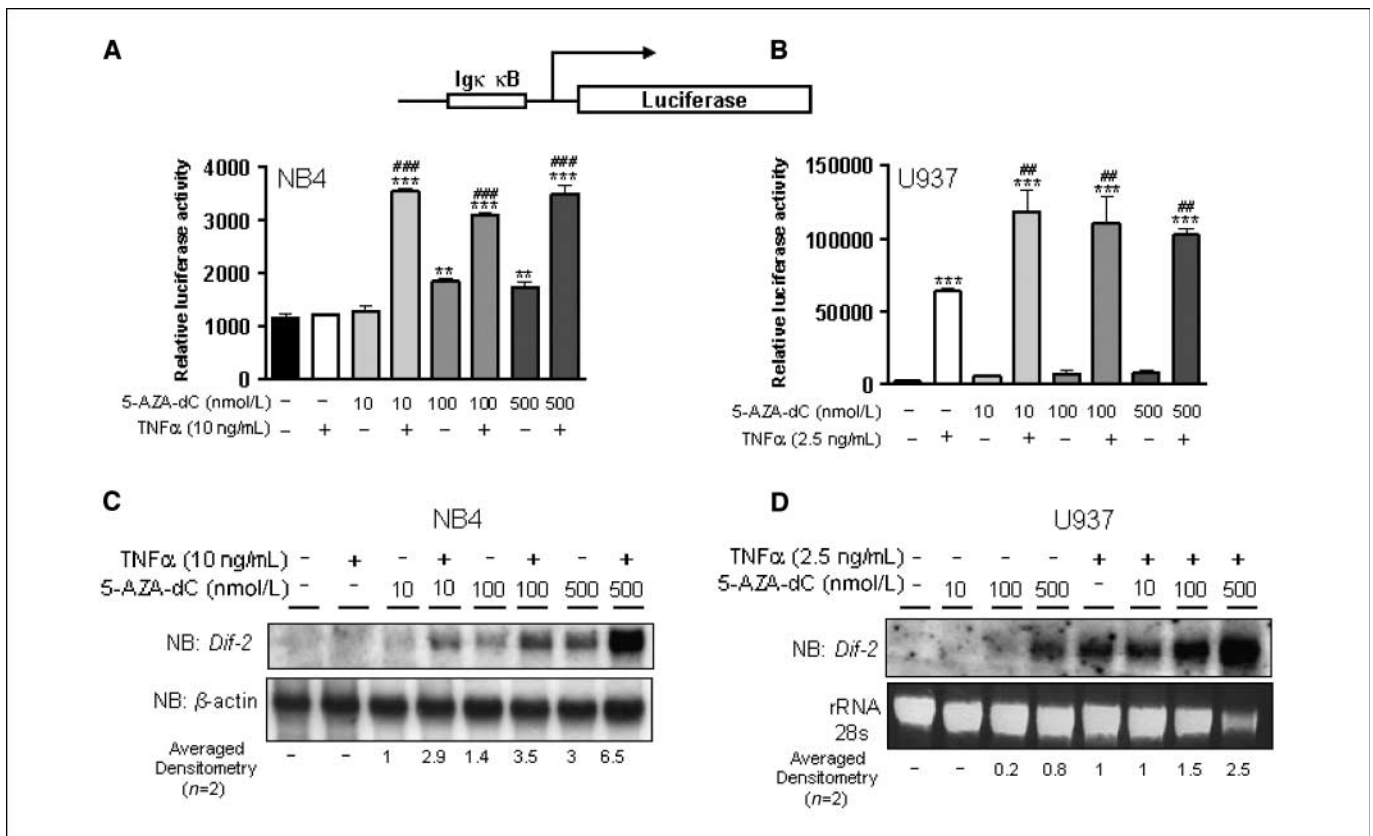 A
B
Igκ κB
Luciferase
Relative luciferase activity
4000
3000
2000
1000
0
NB4
###
***
###
***
###
***
**
**
5-AZA-dC (nmol/L) – – 10 10 100 100 500 500
TNFα (10 ng/mL) – + – + – + – +
Relative luciferase activity
150000
100000
50000
0
U937
***
##
***
##
***
##
***
5-AZA-dC (nmol/L) – – 10 10 100 100 500 500
TNFα (2.5 ng/mL) – + – + – + – +
C
NB4
TNFα (10 ng/mL) – + – + – + – +
5-AZA-dC (nmol/L) – – 10 10 100 100 500 500
NB: Dif-2
NB: β-actin
Averaged
Densitometry
(n=2)
– – 1 2.9 1.4 3.5 3 6.5
D
U937
TNFα (2.5 ng/mL) – – – – + + + +
5-AZA-dC (nmol/L) – 10 100 500 – 10 100 500
NB: Dif-2
rRNA
28s
Averaged
Densitometry
(n=2)
– – 0.2 0.8 1 1 1.5 2.5